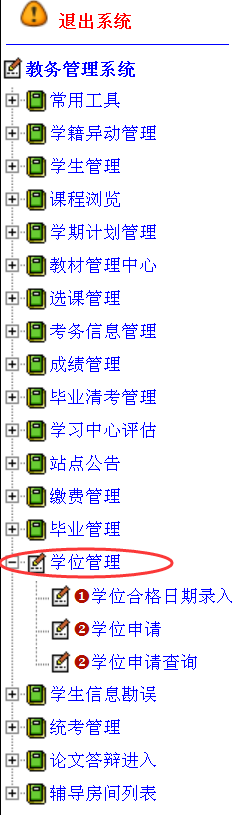 退出系统
教务管理系统
常用工具
学籍异动管理
学生管理
课程浏览
学期计划管理
教材管理中心
选课管理
考务信息管理
成绩管理
毕业清考管理
学习中心评估
站点公告
缴费管理
毕业管理
学位管理
❶学位合格日期录入
❷学位申请
❷学位申请查询
学生信息勘误
统考管理
论文答辩进入
辅导房间列表